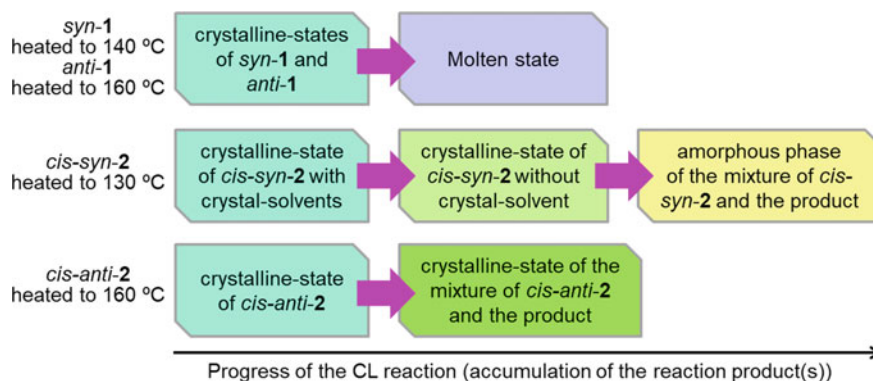 syn-1
heated to 140 ºC
anti-1
heated to 160 ºC
crystalline-states
of syn-1 and
anti-1
Molten state
cis-syn-2
heated to 130 ºC
crystalline-state
of cis-syn-2 with
crystal-solvents
crystalline-state of
cis-syn-2 without
crystal-solvent
amorphous phase
of the mixture of cis-
syn-2 and the product
cis-anti-2
heated to 160 ºC
crystalline-state
of cis-anti-2
crystalline-state of the
mixture of cis-anti-2
and the product
Progress of the CL reaction (accumulation of the reaction product(s))